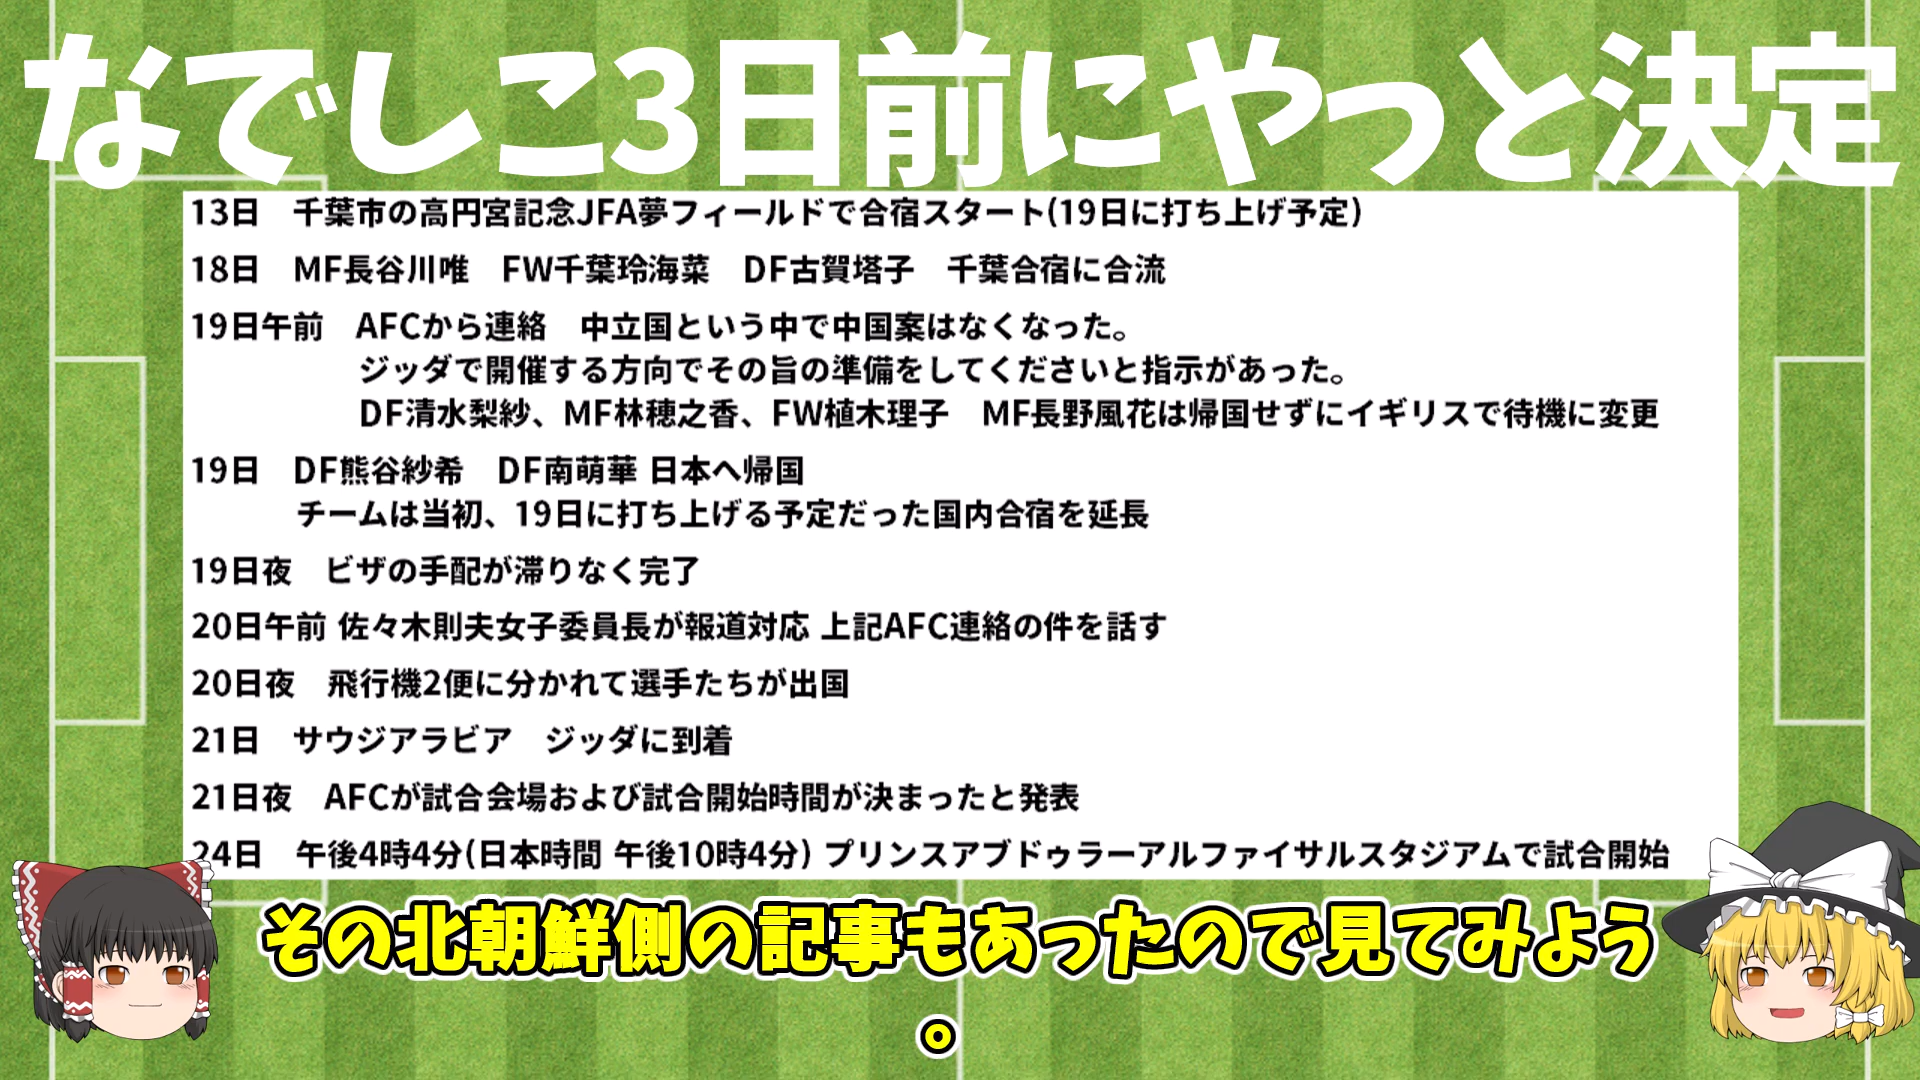 なでしこ3日前にやっと決定
13日　千葉市の高円宮記念JFA夢フィールドで合宿スタート(19日に打ち上げ予定)
18日　MF長谷川唯　FW千葉玲海菜　DF古賀塔子　千葉合宿に合流
19日午前　AFCから連絡　中立国という中で中国案はなくなった。
ジッダで開催する方向でその旨の準備をしてくださいと指示があった。
DF清水梨紗、MF林穂之香、FW植木理子　MF長野風花は帰国せずにイギリスで待機に変更
19日　DF熊谷紗希　DF南萌華 日本へ帰国
チームは当初、19日に打ち上げる予定だった国内合宿を延長
19日夜　ビザの手配が滞りなく完了
20日午前 佐々木則夫女子委員長が報道対応 上記AFC連絡の件を話す
20日夜　飛行機2便に分かれて選手たちが出国
21日　サウジアラビア　ジッダに到着
21日夜　AFCが試合会場および試合開始時間が決まったと発表
24日　午後4時4分(日本時間 午後10時4分) プリンスアブドゥラーアルファイサルスタジアムで試合開始
その北朝鮮側の記事もあったので見てみよう
。